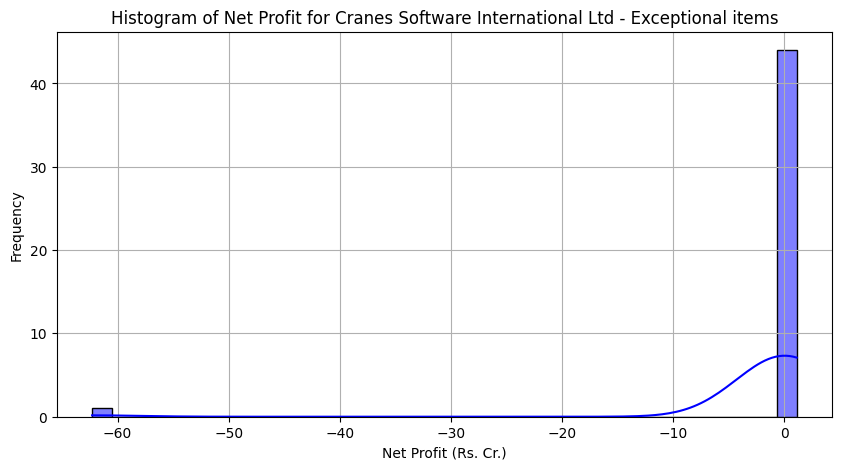 Histogram of Net Profit for Cranes Software International Ltd - Exceptional items
Frequency
40
30
20
10
0
−60 −50 −40 −30 −20 −10 0
Net Profit (Rs. Cr.)